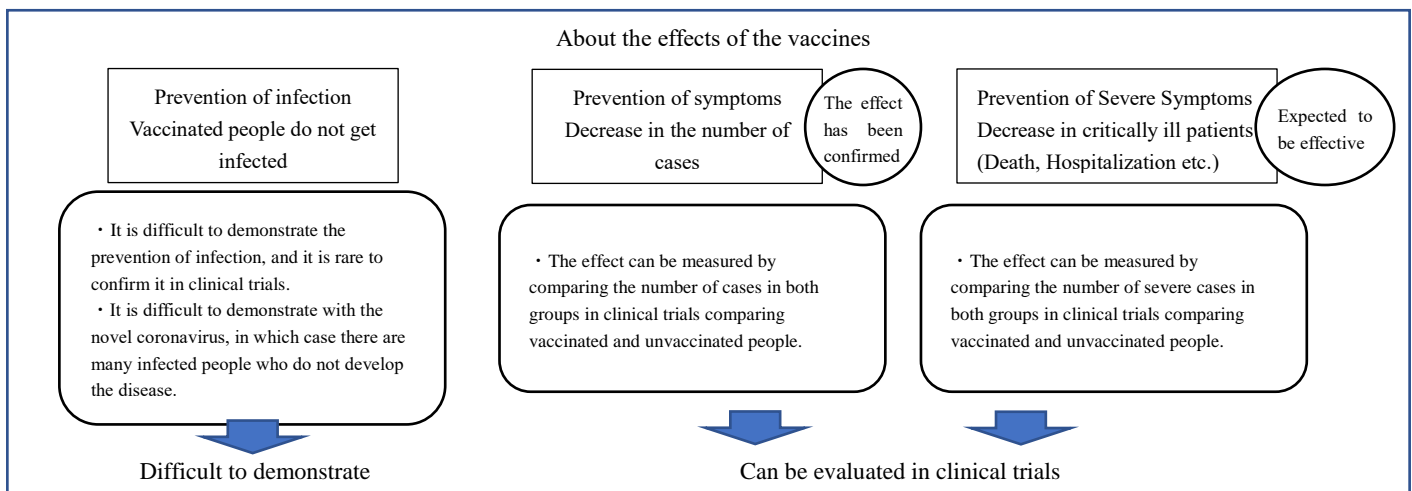 About the effects of the vaccines
Prevention of infection
Vaccinated people do not get
infected
Prevention of symptoms
Decrease in the number of
cases
The effect
has been
confirmed
Prevention of Severe Symptoms
Decrease in critically ill patients
(Death, Hospitalization etc.)
Expected to
be effective
・It is difficult to demonstrate the
prevention of infection, and it is rare to
confirm it in clinical trials.
・It is difficult to demonstrate with the
novel coronavirus, in which case there are
many infected people who do not develop
the disease.
・The effect can be measured by
comparing the number of cases in both
groups in clinical trials comparing
vaccinated and unvaccinated people.
・The effect can be measured by
comparing the number of severe cases in
both groups in clinical trials comparing
vaccinated and unvaccinated people.
Difficult to demonstrate
Can be evaluated in clinical trials